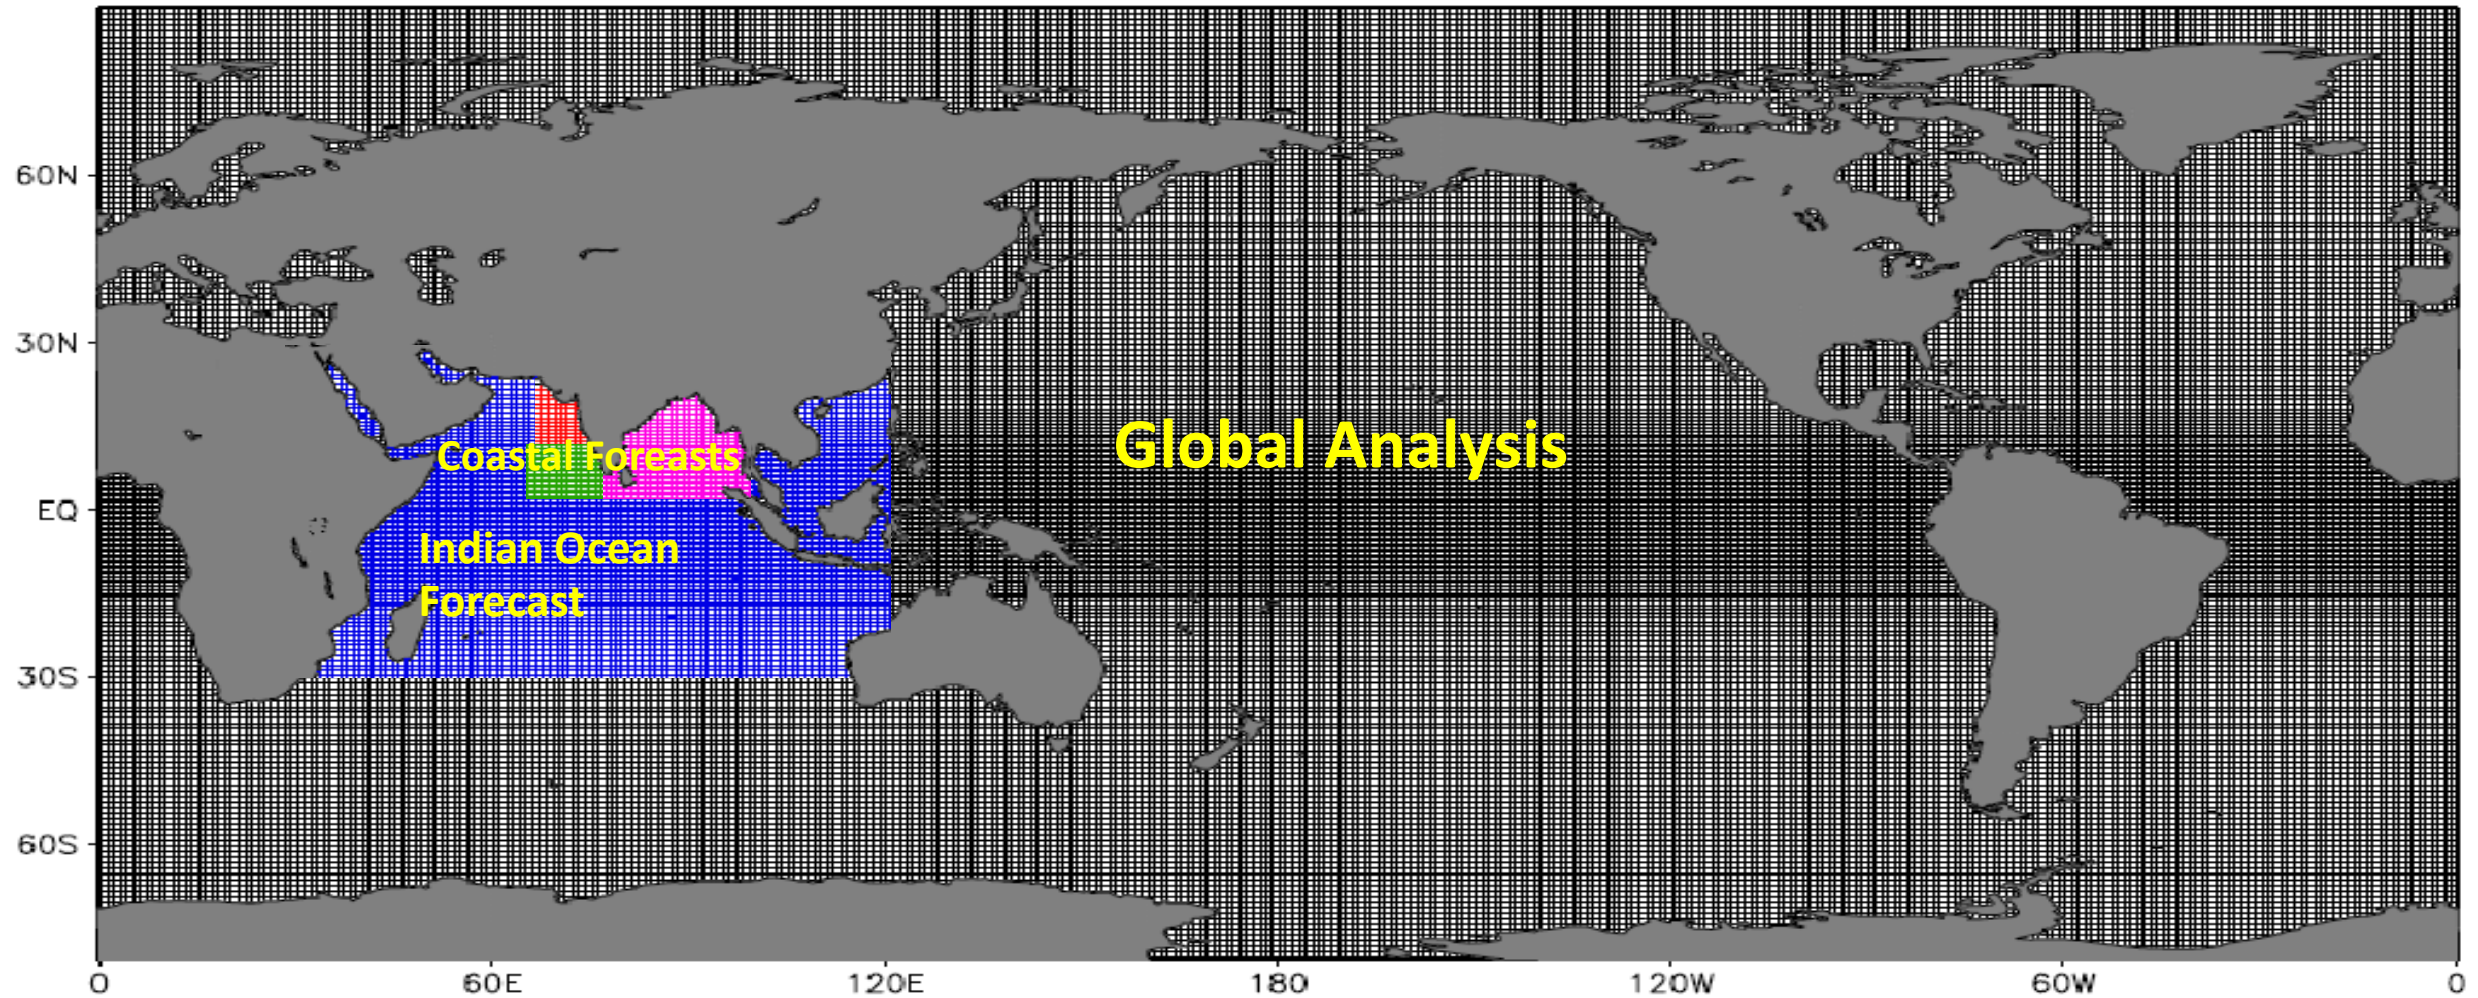 60N
30N
Coastal Foreasts
Global Analysis
EQ
Indian Ocean
Forecast
30S
60S
0
60E
120E
180
120W
60W
0